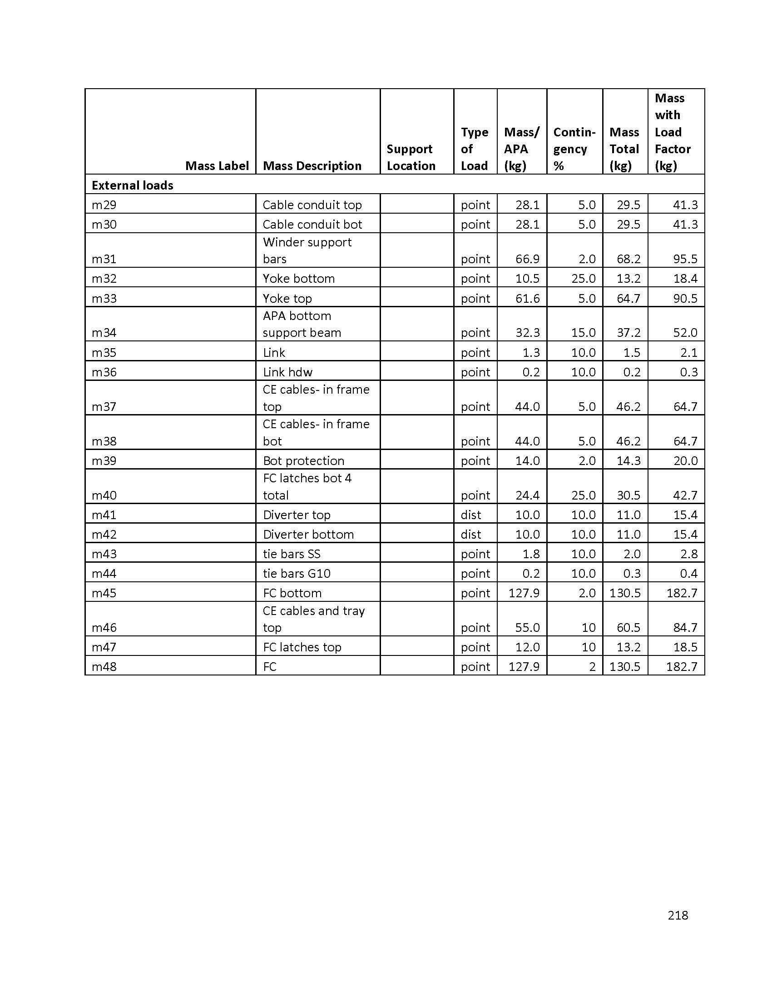 Mass Label Mass Description Support Location Type of Load Mass/ APA (kg) Contin- gency % Mass Total (kg) Mass with Load Factor (kg)
External loads
m29 Cable conduit top point 28.1 5.0 29.5 41.3
m30 Cable conduit bot point 28.1 5.0 29.5 41.3
m31 Winder support bars point 66.9 2.0 68.2 95.5
m32 Yoke bottom point 10.5 25.0 13.2 18.4
m33 Yoke top point 61.6 5.0 64.7 90.5
m34 APA bottom support beam point 32.3 15.0 37.2 52.0
m35 Link point 1.3 10.0 1.5 2.1
m36 Link hdw point 0.2 10.0 0.2 0.3
m37 CE cables- in frame top point 44.0 5.0 46.2 64.7
m38 CE cables- in frame bot point 44.0 5.0 46.2 64.7
m39 Bot protection point 14.0 2.0 14.3 20.0
m40 FC latches bot 4 total point 24.4 25.0 30.5 42.7
m41 Diverter top dist 10.0 10.0 11.0 15.4
m42 Diverter bottom dist 10.0 10.0 11.0 15.4
m43 tie bars SS point 1.8 10.0 2.0 2.8
m44 tie bars G10 point 0.2 10.0 0.3 0.4
m45 FC bottom point 127.9 2.0 130.5 182.7
m46 CE cables and tray top point 55.0 10 60.5 84.7
m47 FC latches top point 12.0 10 13.2 18.5
m48 FC point 127.9 2 130.5 182.7
218